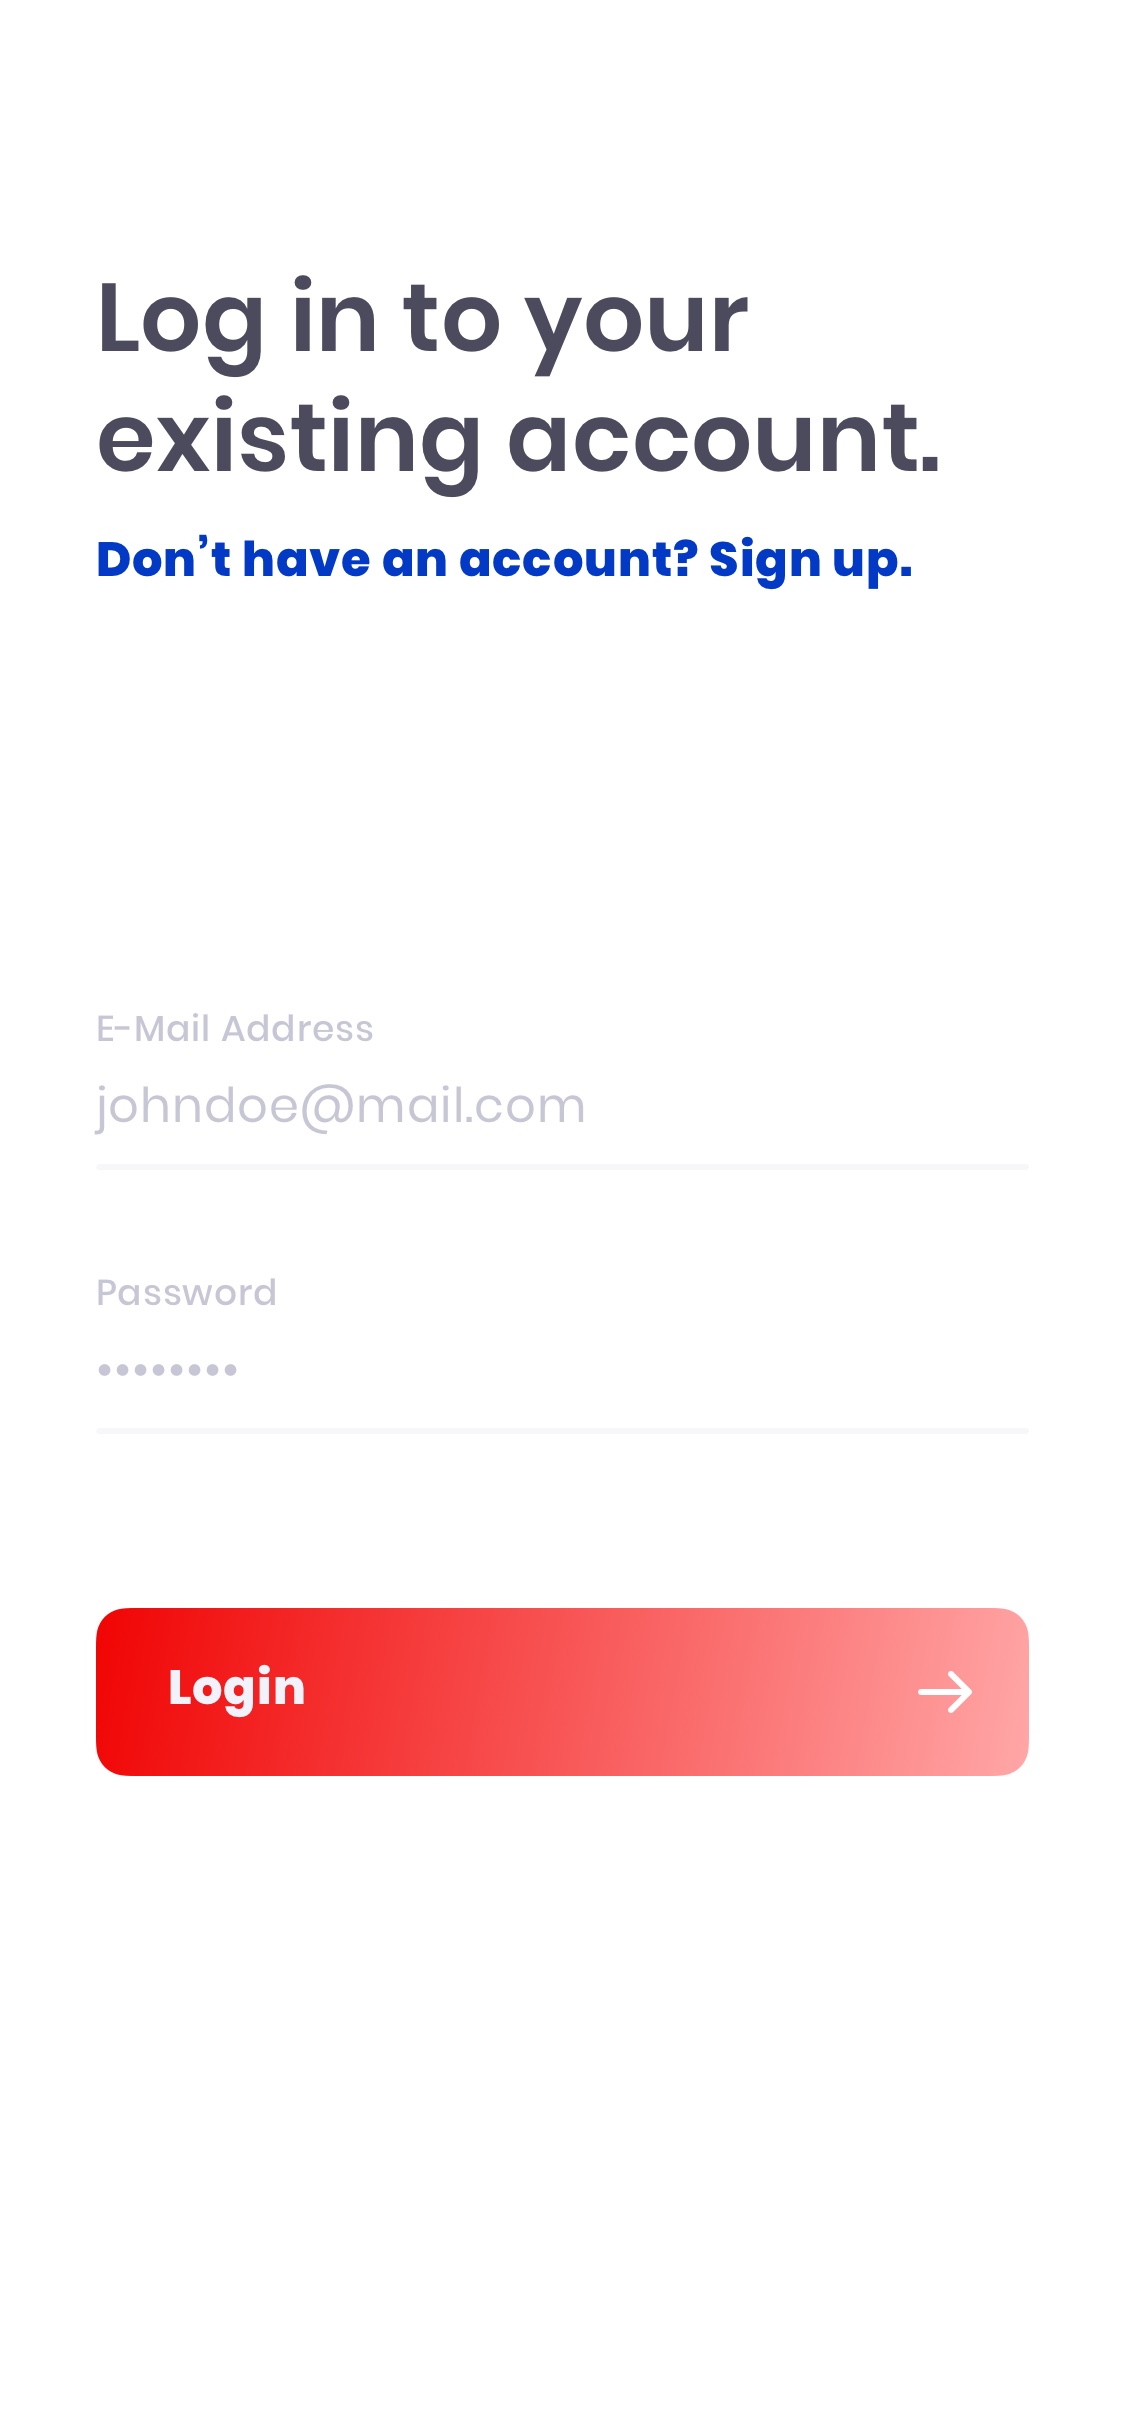 Log in to your
existing account.
Don’t have an account? Sign up.
E-Mail Address
johndoe@mail.com
Password
••••••••
Login